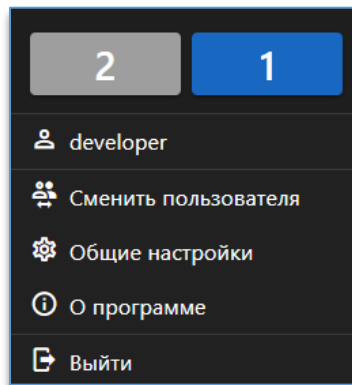 2 1
developer
Сменить пользователя
Общие настройки
О программе
Выйти